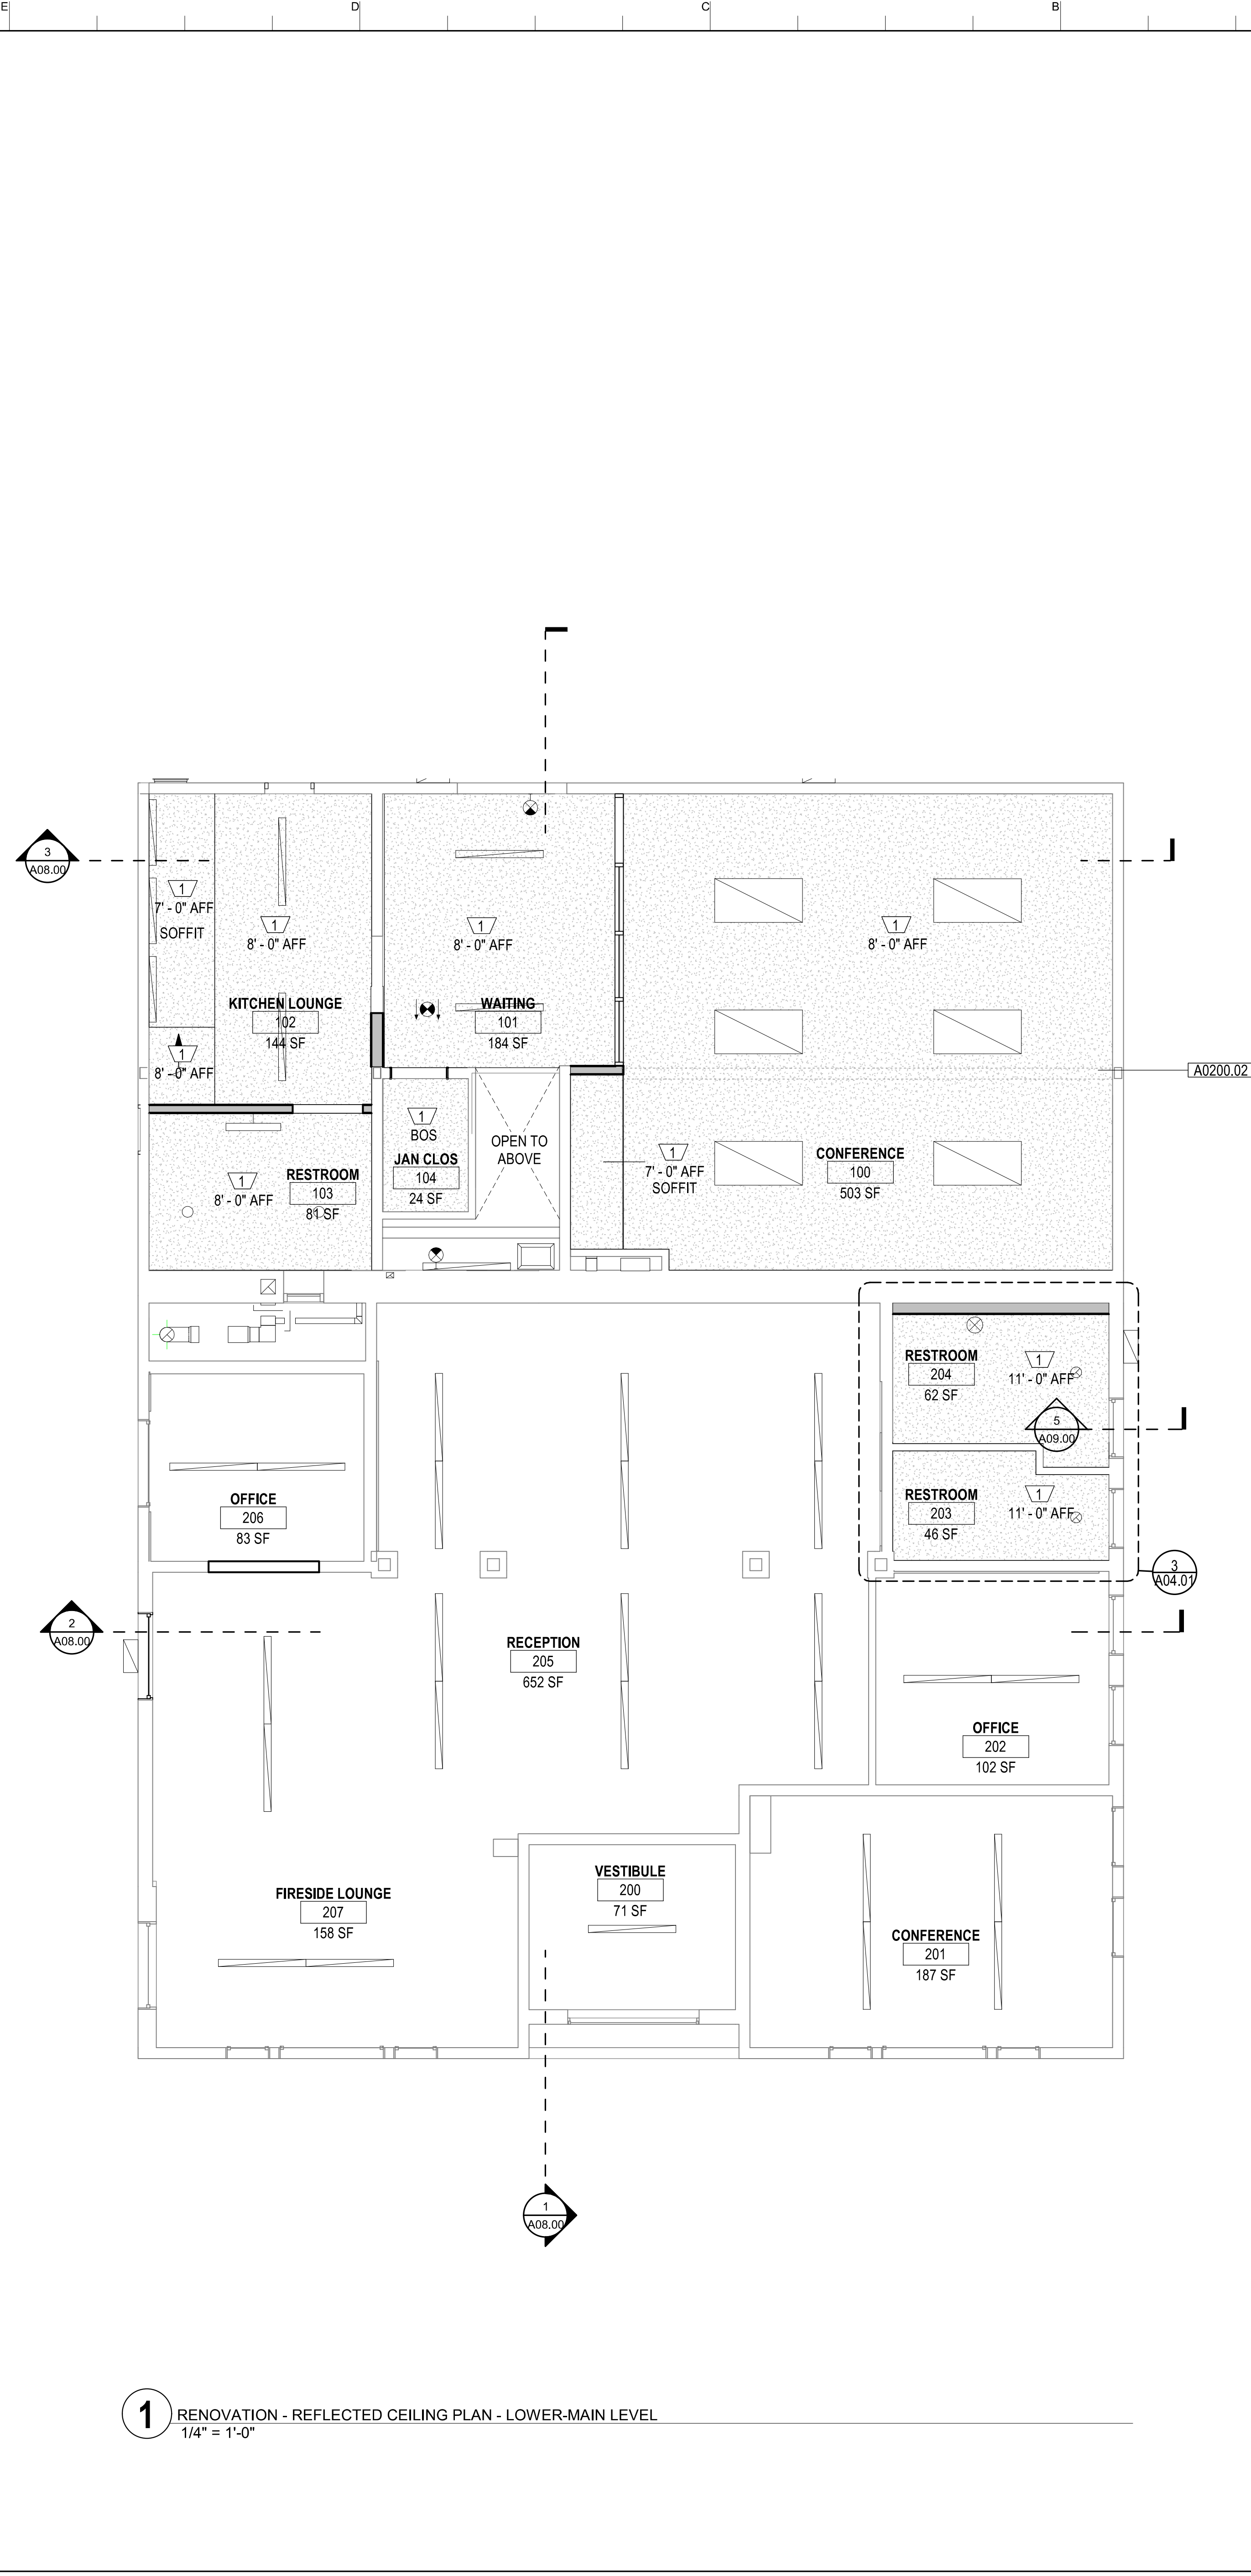 E
D
C
B
3
A08.00
1
7' - 0" AFF
SOFFIT
1
8' - 0" AFF
1
8' - 0" AFF
1
8' - 0" AFF
KITCHEN LOUNGE
102
144 SF
WAITING
101
184 SF
1
8' - 0" AFF
A0200.02
1
BOS
JAN CLOS
104
24 SF
OPEN TO
ABOVE
1
7' - 0" AFF
SOFFIT
CONFERENCE
100
503 SF
1
8' - 0" AFF
RESTROOM
103
81 SF
RESTROOM
204
62 SF
1
11' - 0" AFF
5
A09.00
RESTROOM
203
46 SF
1
11' - 0" AFF
3
A04.01
OFFICE
206
83 SF
2
A08.00
RECEPTION
205
652 SF
OFFICE
202
102 SF
FIRESIDE LOUNGE
207
158 SF
VESTIBULE
200
71 SF
CONFERENCE
201
187 SF
1
A08.00
1
RENOVATION - REFLECTED CEILING PLAN - LOWER-MAIN LEVEL
1/4" = 1'-0"